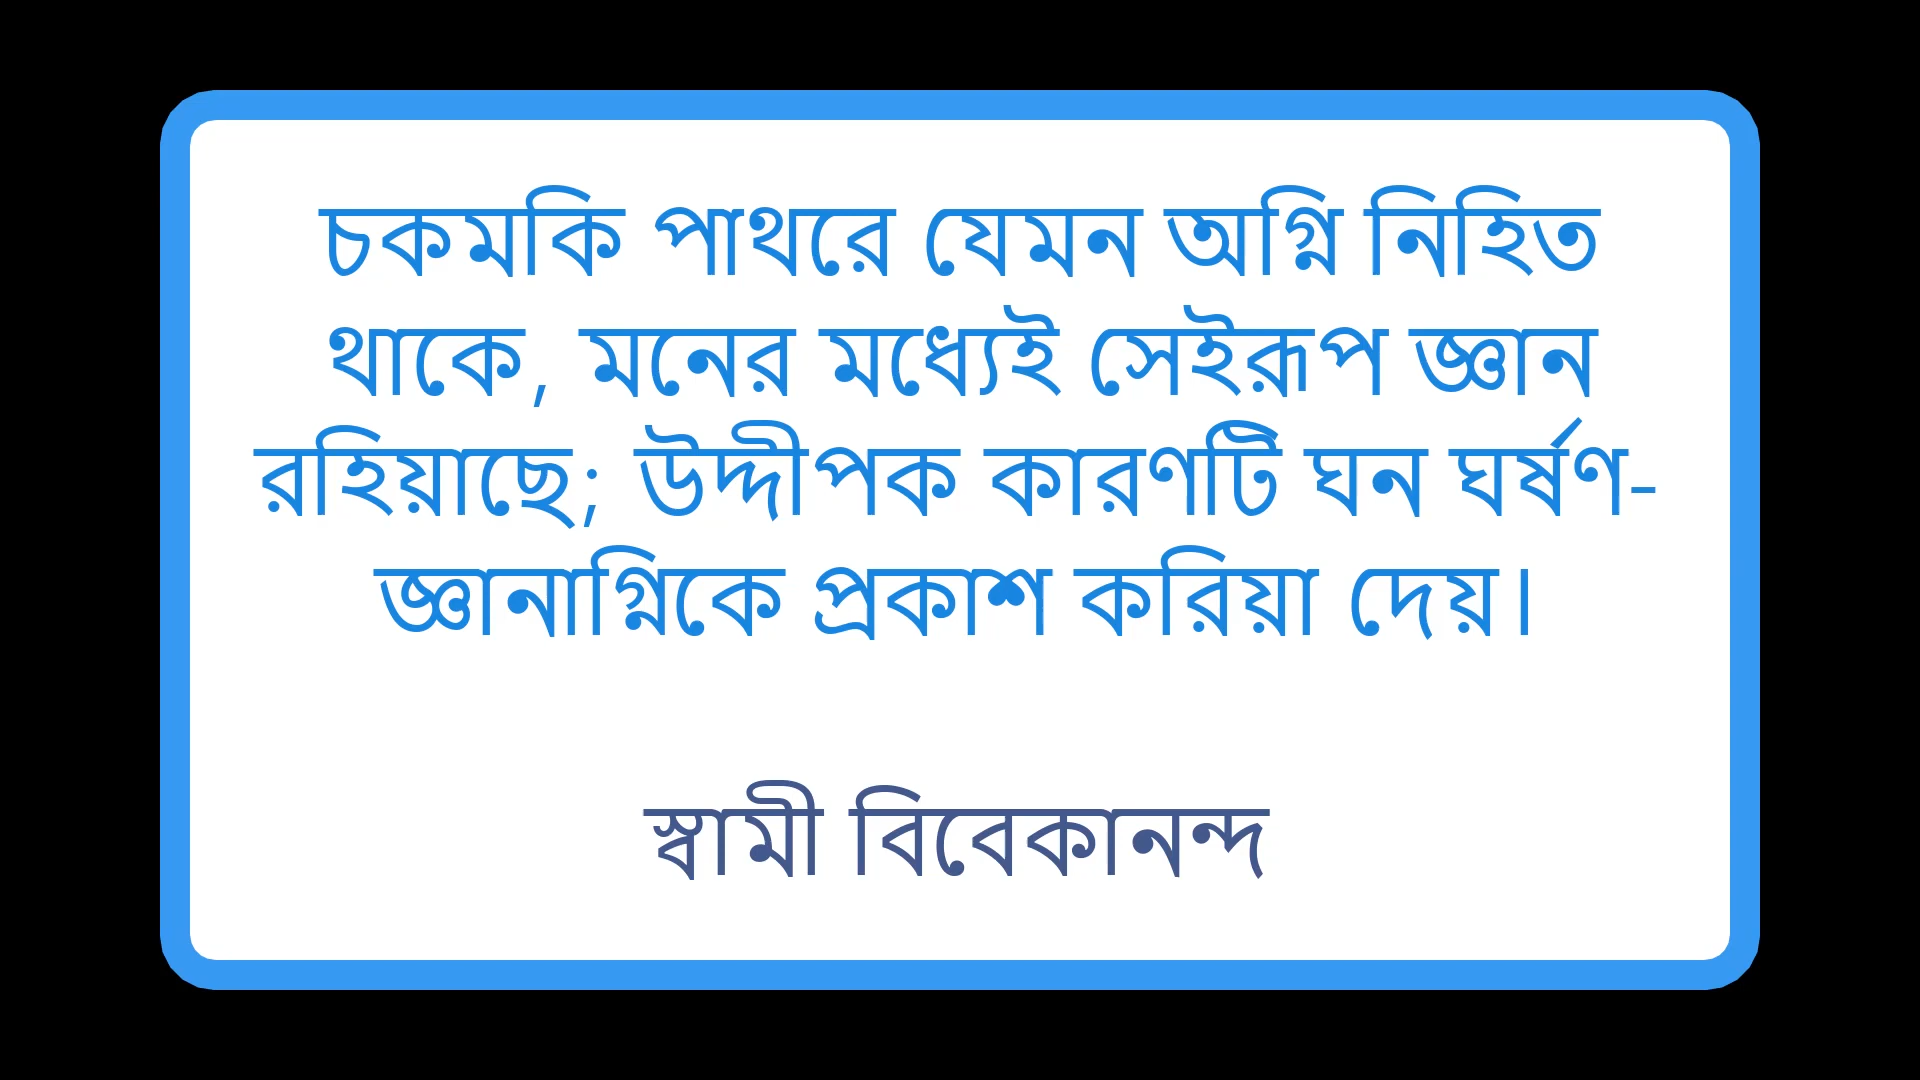 চকমকি পাথরে যেমন অগ্নি নিহিত
থাকে, মনের মধ্যেই সেইরূপ জ্ঞান
রহিয়াছে; উদ্দীপক কারণটি ঘন ঘর্ষণ-
জ্ঞানাগ্নিকে প্রকাশ করিয়া দেয়।
স্বামী বিবেকানন্দ